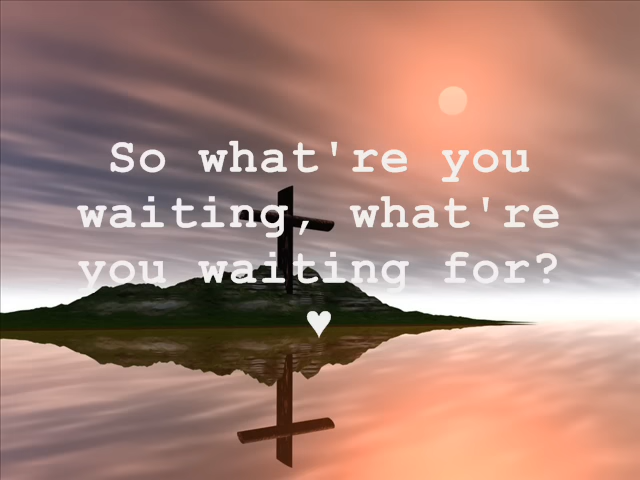 So what're you
waiting, what're
you waiting for?
♥